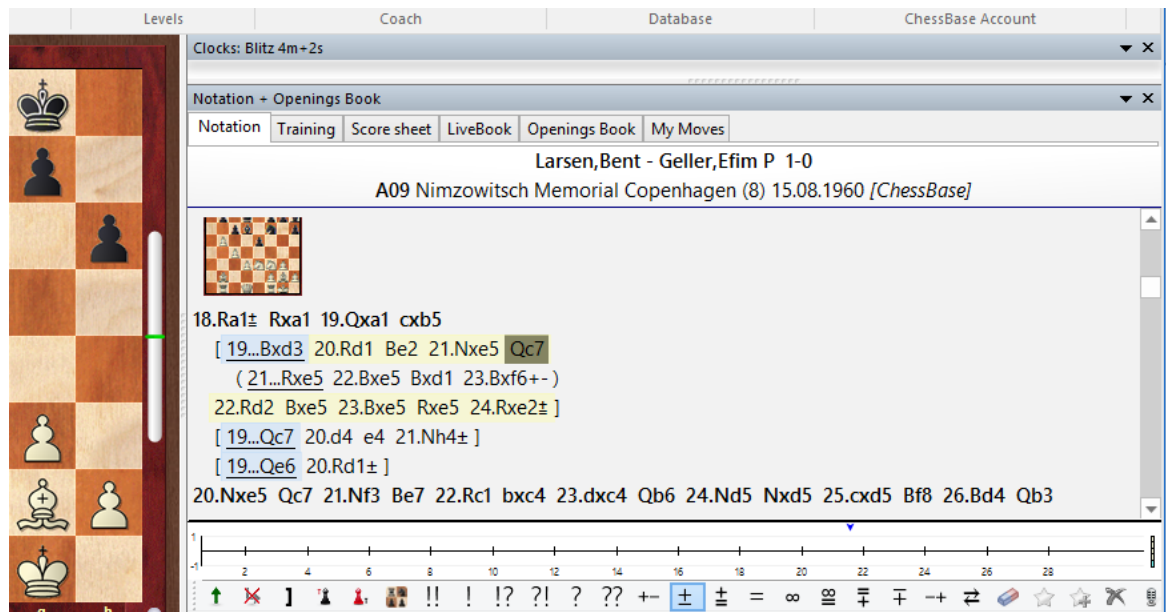 Levels Coach Database ChessBase Account
Clocks: Blitz 4m+2s
Notation + Openings Book
Notation Training Score sheet LiveBook Openings Book My Moves
Larsen,Bent - Geller,Efim P 1-0
A09 Nimzowitsch Memorial Copenhagen (8) 15.08.1960 [ChessBase]
18.Ra1± Rxa1 19.Qxa1 cxb5
[ 19...Bxd3 20.Rd1 Be2 21.Nxe5 Qc7
( 21...Rxe5 22.Bxe5 Bxd1 23.Bxf6+- )
22.Rd2 Bxe5 23.Bxe5 Rxe5 24.Rxe2± ]
[ 19...Qc7 20.d4 e4 21.Nh4± ]
[ 19...Qe6 20.Rd1± ]
20.Nxe5 Qc7 21.Nf3 Be7 22.Rc1 bxc4 23.dxc4 Qb6 24.Nd5 Nxd5 25.cxd5 Bf8 26.Bd4 Qb3
1
-1 2 4 6 8 10 12 14 16 18 20 22 24 26 28
] !! ! !? ?! ? ?? +- ± ⩲ = ∞ ⯹ ∓ ⩱ -+ ⇄